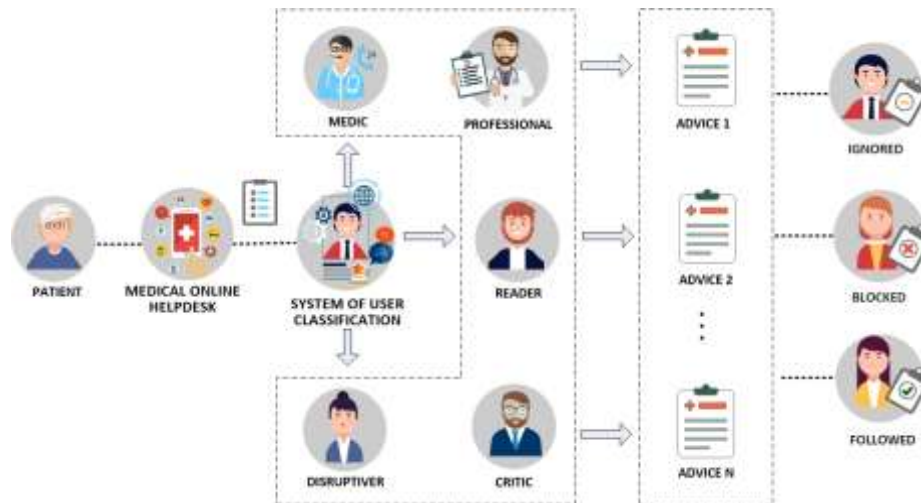 MEDIC
PROFESSIONAL
ADVICE 1
IGNORED
PATIENT
MEDICAL ONLINE
HELPDESK
SYSTEM OF USER
CLASSIFICATION
READER
ADVICE 2
BLOCKED
DISRUPTIVER
CRITIC
ADVICE N
FOLLOWED